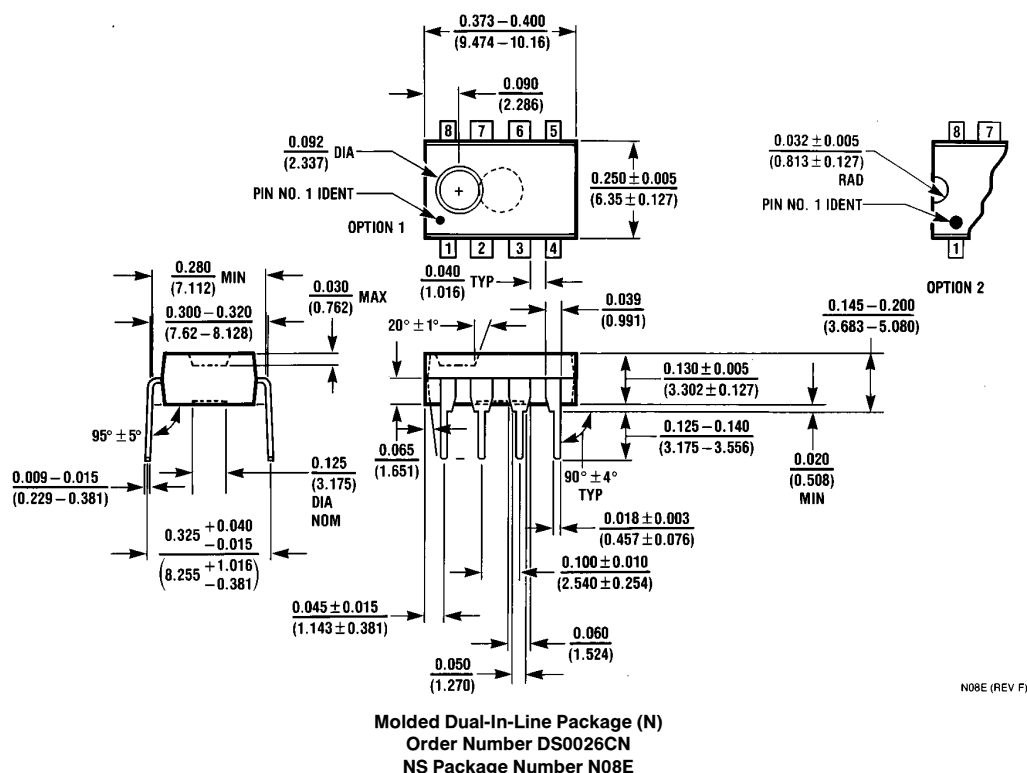 0.373 – 0.400
(9.474 – 10.16)
0.090
(2.286)
8 7 6 5
0.092
(2.337) DIA
PIN NO. 1 IDENT
OPTION 1
0.250 ± 0.005
(6.35 ± 0.127)
1 2 3 4
0.032 ± 0.005
(0.813 ± 0.127)
RAD
PIN NO. 1 IDENT
8 7
1
OPTION 2
0.280
(7.112) MIN
0.300 – 0.320
(7.62 – 8.128)
0.030
(0.762) MAX
0.040
(1.016) TYP
20° ± 1°
0.039
(0.991)
0.145 – 0.200
(3.683 – 5.080)
0.130 ± 0.005
(3.302 ± 0.127)
0.125 – 0.140
(3.175 – 3.556)
0.020
(0.508)
MIN
95° ± 5°
0.065
(1.651)
90° ± 4°
TYP
0.009 – 0.015
(0.229 – 0.381)
0.125
(3.175)
DIA
NOM
0.325 +0.040
–0.015
(8.255 +1.016
–0.381)
0.018 ± 0.003
(0.457 ± 0.076)
0.100 ± 0.010
(2.540 ± 0.254)
0.045 ± 0.015
(1.143 ± 0.381)
0.060
(1.524)
0.050
(1.270)
N08E (REV F)
Molded Dual-In-Line Package (N)
Order Number DS0026CN
NS Package Number N08E